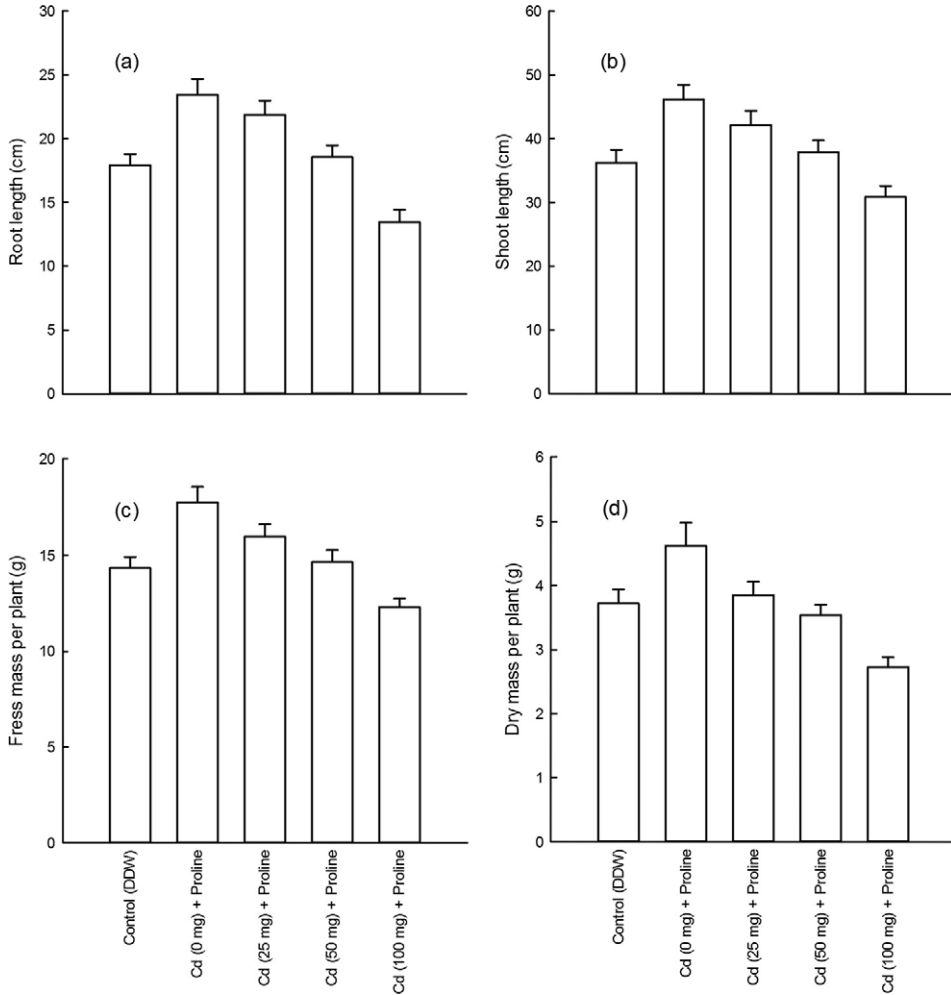 30
25
20
15
10
5
0
Root length (cm)
(a)
60
50
40
30
20
10
0
Shoot length (cm)
(b)
20
15
10
5
0
Fress mass per plant (g)
(c)
Control (DDW)
Cd (0 mg) + Proline
Cd (25 mg) + Proline
Cd (50 mg) + Proline
Cd (100 mg) + Proline
6
5
4
3
2
1
0
Dry mass per plant (g)
(d)
Control (DDW)
Cd (0 mg) + Proline
Cd (25 mg) + Proline
Cd (50 mg) + Proline
Cd (100 mg) + Proline